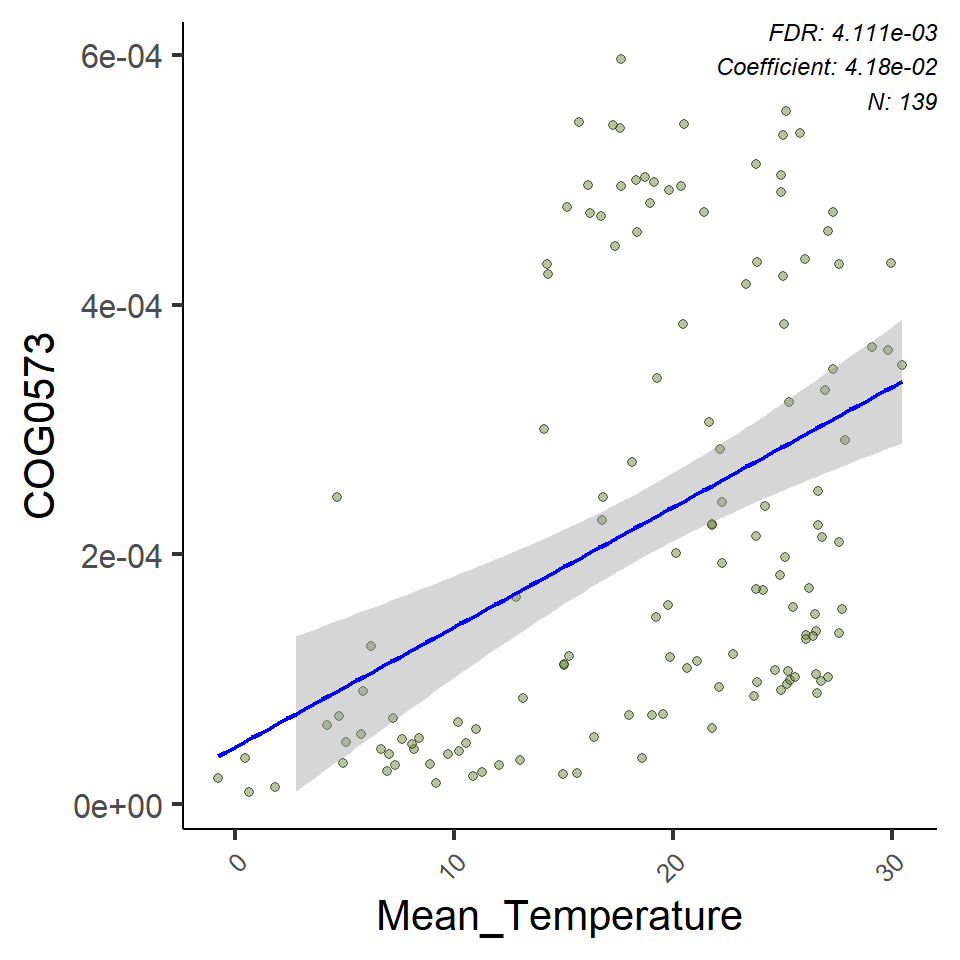 FDR: 4.111e-03
Coefficient: 4.18e-02
N: 139
6e-04
4e-04
2e-04
0e+00
COG0573
0
10
20
30
Mean_Temperature